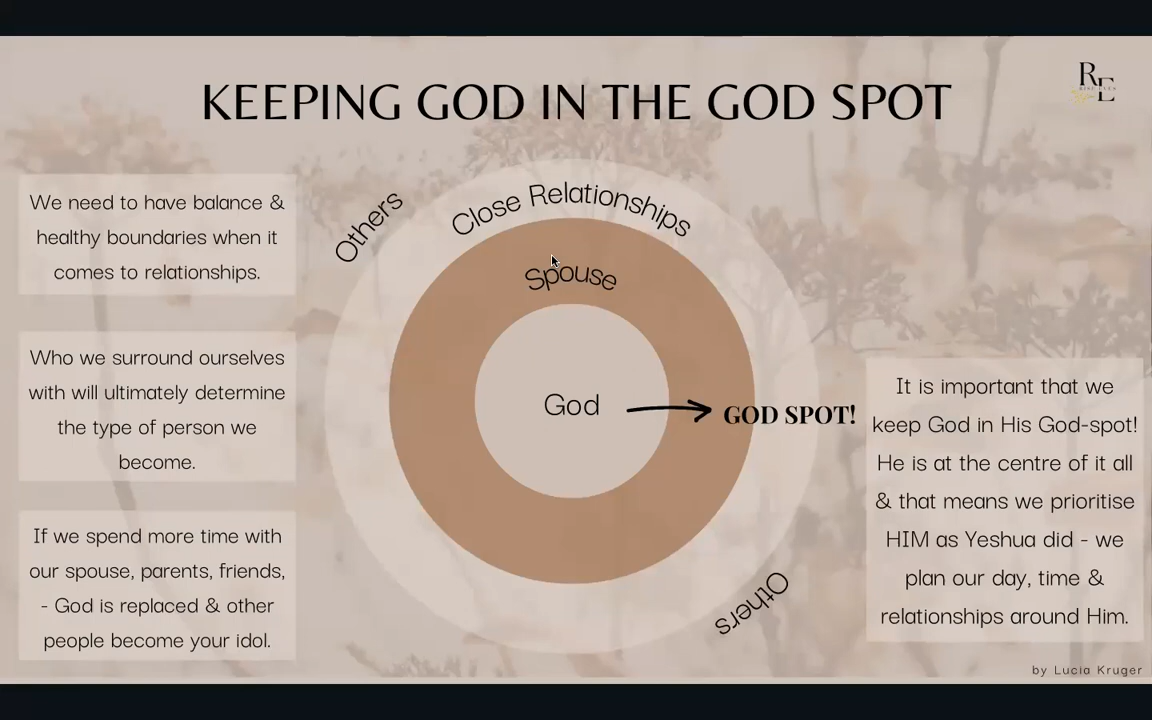 KEEPING GOD IN THE GOD SPOT
RE
We need to have balance &
healthy boundaries when it
comes to relationships.
Who we surround ourselves
with will ultimately determine
the type of person we
become.
If we spend more time with
our spouse, parents, friends,
- God is replaced & other
people become your idol.
Others
Close Relationships
Spouse
God
GOD SPOT!
Others
It is important that we
keep God in His God-spot!
He is at the centre of it all
& that means we prioritise
HIM as Yeshua did - we
plan our day, time &
relationships around Him.
by Lucia Kruger